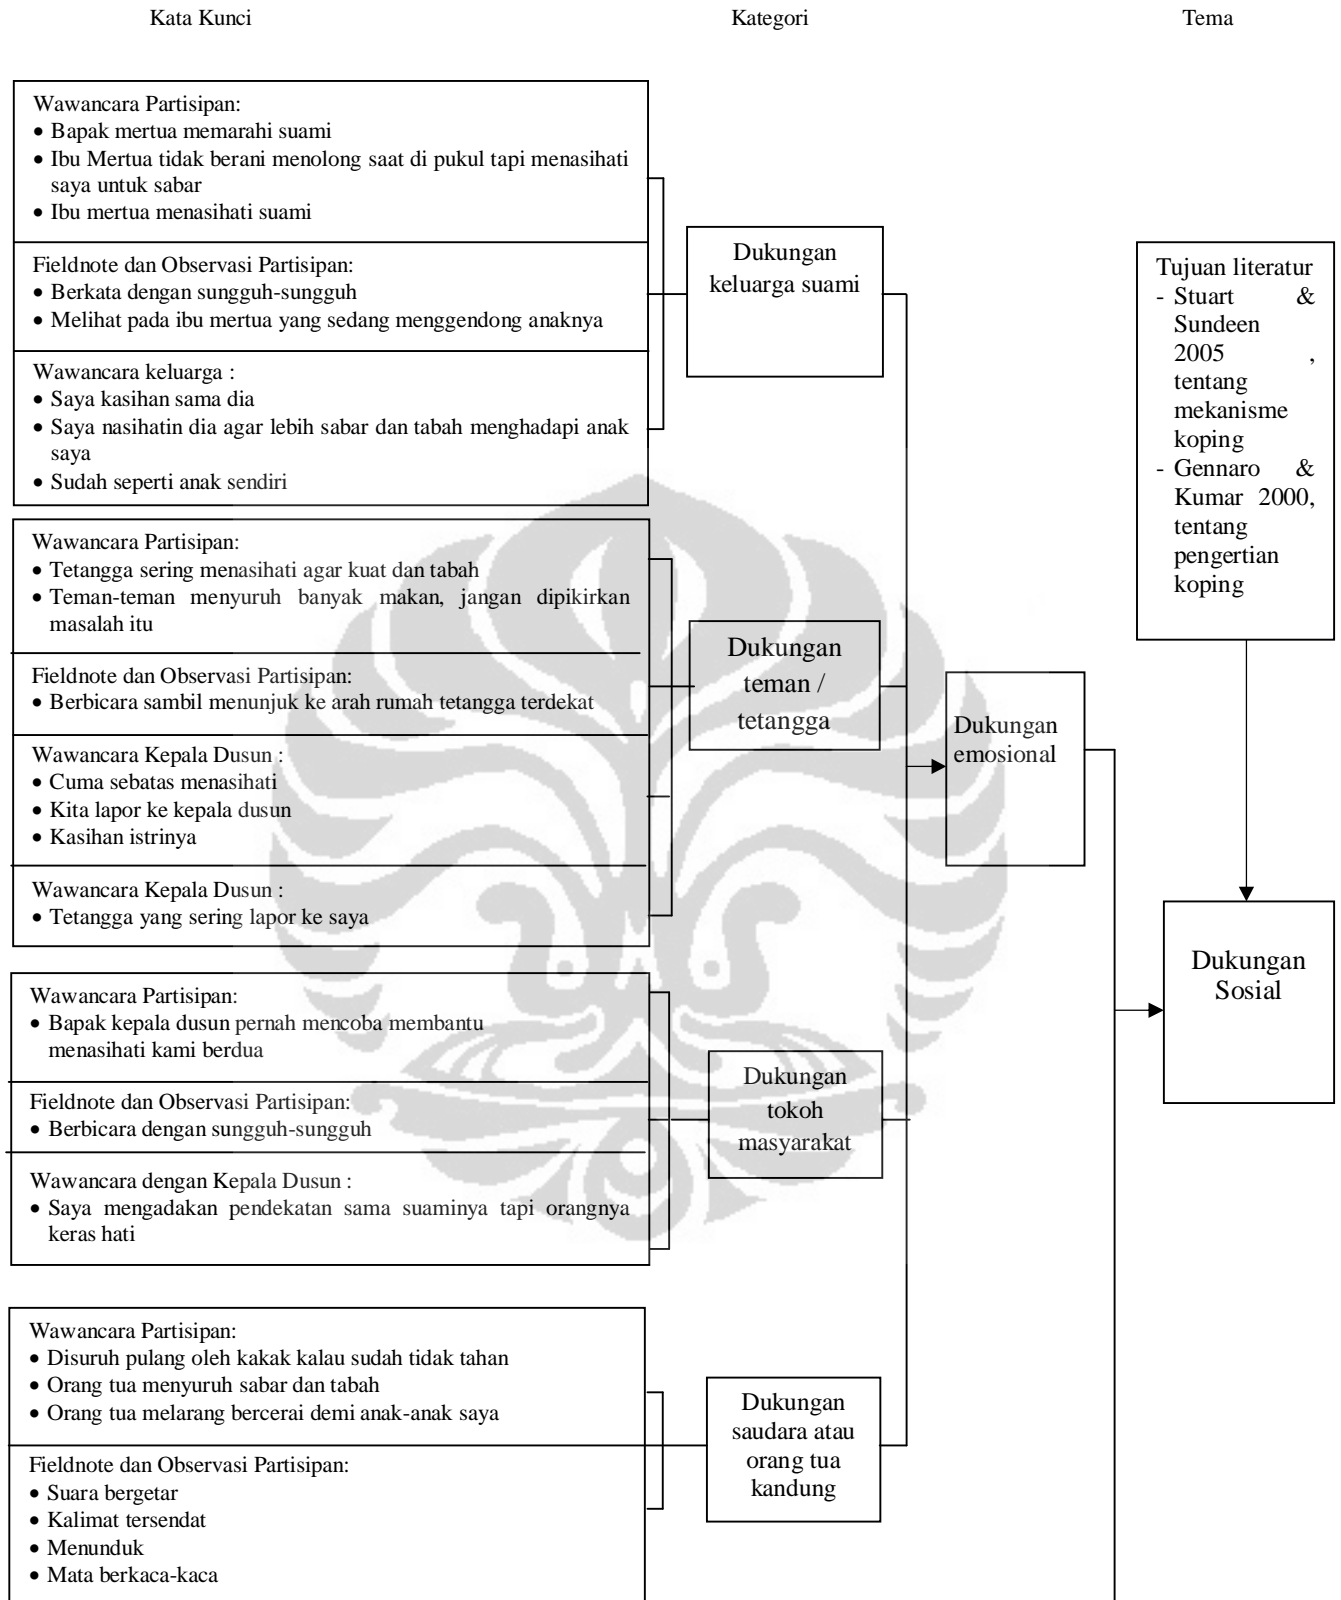 Kata Kunci
Kategori
Tema
Wawancara Partisipan:
• Bapak mertua memarahi suami
• Ibu Mertua tidak berani menolong saat di pukul tapi menasihati
saya untuk sabar
• Ibu mertua menasihati suami
Fieldnote dan Observasi Partisipan:
• Berkata dengan sungguh-sungguh
• Melihat pada ibu mertua yang sedang menggendong anaknya
Wawancara keluarga :
• Saya kasihan sama dia
• Saya nasihatin dia agar lebih sabar dan tabah menghadapi anak
saya
• Sudah seperti anak sendiri
Dukungan
keluarga suami
Wawancara Partisipan:
• Tetangga sering menasihati agar kuat dan tabah
• Teman-teman menyuruh banyak makan, jangan dipikirkan
masalah itu
Fieldnote dan Observasi Partisipan:
• Berbicara sambil menunjuk ke arah rumah tetangga terdekat
Wawancara Kepala Dusun :
• Cuma sebatas menasihati
• Kita lapor ke kepala dusun
• Kasihan istrinya
Wawancara Kepala Dusun :
• Tetangga yang sering lapor ke saya
Dukungan
teman /
tetangga
Wawancara Partisipan:
• Bapak kepala dusun pernah mencoba membantu
menasihati kami berdua
Fieldnote dan Observasi Partisipan:
• Berbicara dengan sungguh-sungguh
Wawancara dengan Kepala Dusun :
• Saya mengadakan pendekatan sama suaminya tapi orangnya
keras hati
Dukungan
tokoh
masyarakat
Wawancara Partisipan:
• Disuruh pulang oleh kakak kalau sudah tidak tahan
• Orang tua menyuruh sabar dan tabah
• Orang tua melarang bercerai demi anak-anak saya
Fieldnote dan Observasi Partisipan:
• Suara bergetar
• Kalimat tersendat
• Menunduk
• Mata berkaca-kaca
Dukungan
saudara atau
orang tua
kandung
Dukungan
emosional
Tujuan literatur
- Stuart &
Sundeen
2005 ,
tentang
mekanisme
koping
- Gennaro &
Kumar 2000,
tentang
pengertian
koping
Dukungan
Sosial